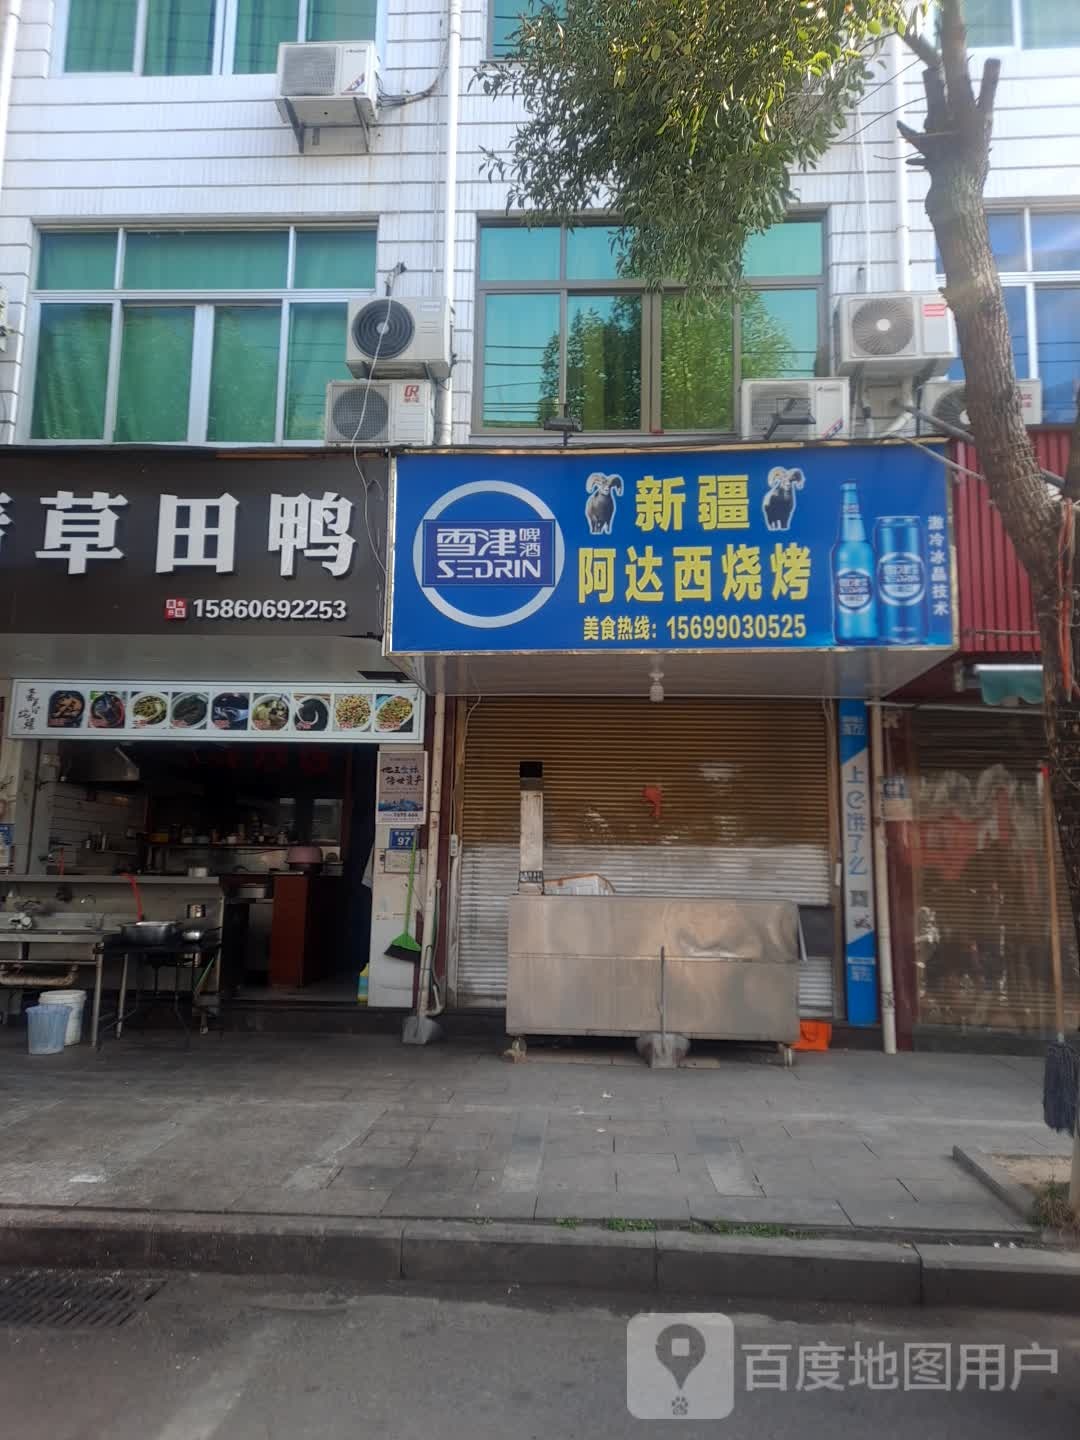 草田鸭
15860692253
雪津
啤酒
SEDRIN
新疆
阿达西烧烤
美食热线：15699030525
激冷冰晶技术
97
上e饿了么
百度地图用户